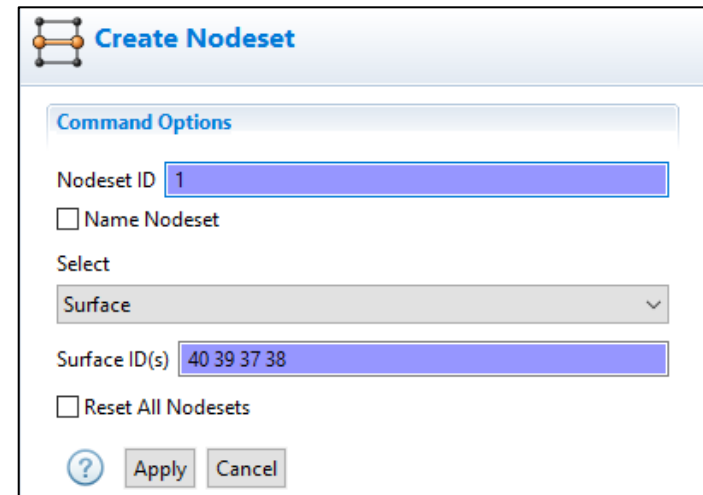 Create Nodeset
Command Options
Nodeset ID 1
Name Nodeset
Select
Surface
Surface ID(s) 40 39 37 38
Reset All Nodesets
? Apply Cancel